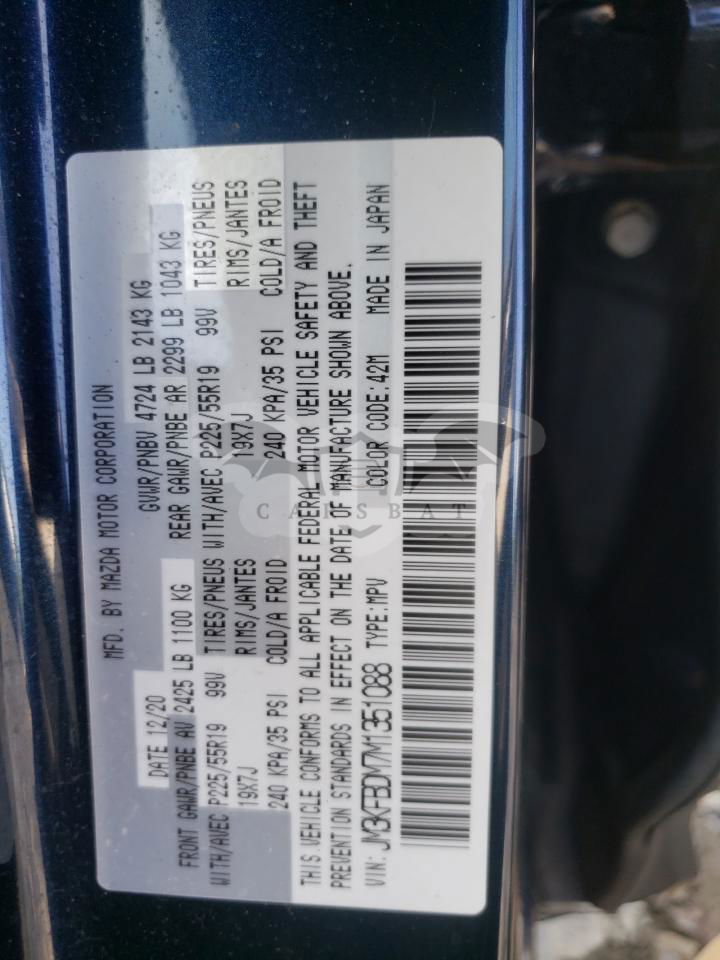 MFD. BY MAZDA MOTOR CORPORATION
DATE 12/20 GVWR/PNBV 4724 LB 2143 KG
FRONT GAWR/PNBE AV 2425 LB 1100 KG REAR GAWR/PNBE AR 2299 LB 1043 KG
WITH/AVEC P225/55R19 99V TIRES/PNEUS WITH/AVEC P225/55R19 99V TIRES/PNEUS
19X7J RIMS/JANTES 19X7J RIMS/JANTES
240 KPA/35 PSI COLD/A FROID 240 KPA/35 PSI COLD/A FROID
THIS VEHICLE CONFORMS TO ALL APPLICABLE FEDERAL MOTOR VEHICLE SAFETY AND THEFT
PREVENTION STANDARDS IN EFFECT ON THE DATE OF MANUFACTURE SHOWN ABOVE.
VIN: JM3KFBDM7M1351088 TYPE:MPV COLOR CODE:42M MADE IN JAPAN
CARSBAT